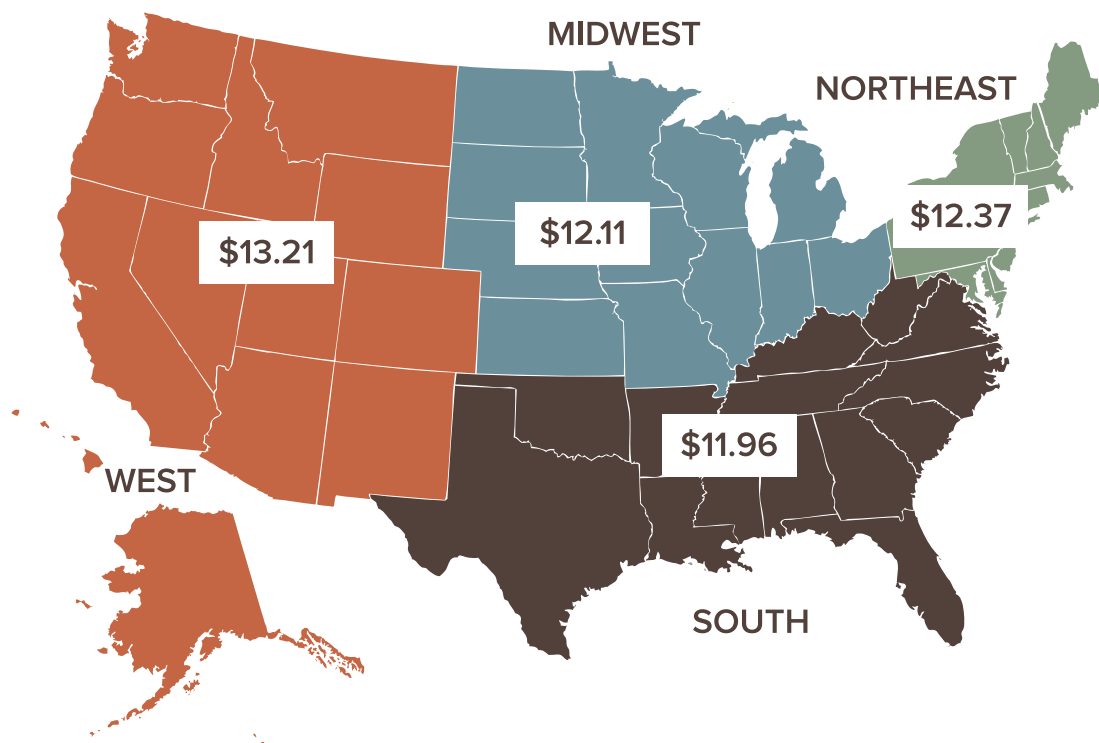 MIDWEST
NORTHEAST
$13.21
$12.11
$12.37
$11.96
WEST
SOUTH